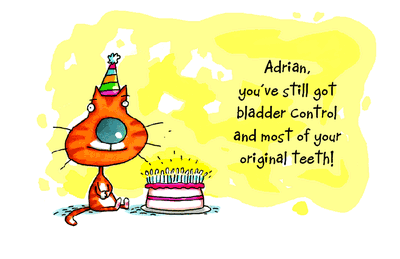 Adrian,
you've still got
bladder control
and most of your
original teeth!